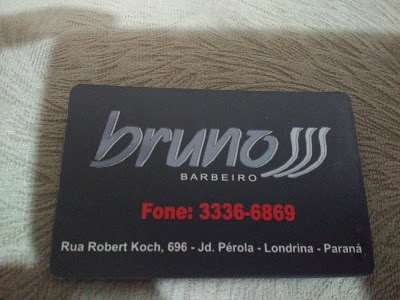 bruno
BARBEIRO
Fone: 3336-6869
Rua Robert Koch, 696 - Jd. Pérola - Londrina - Paraná